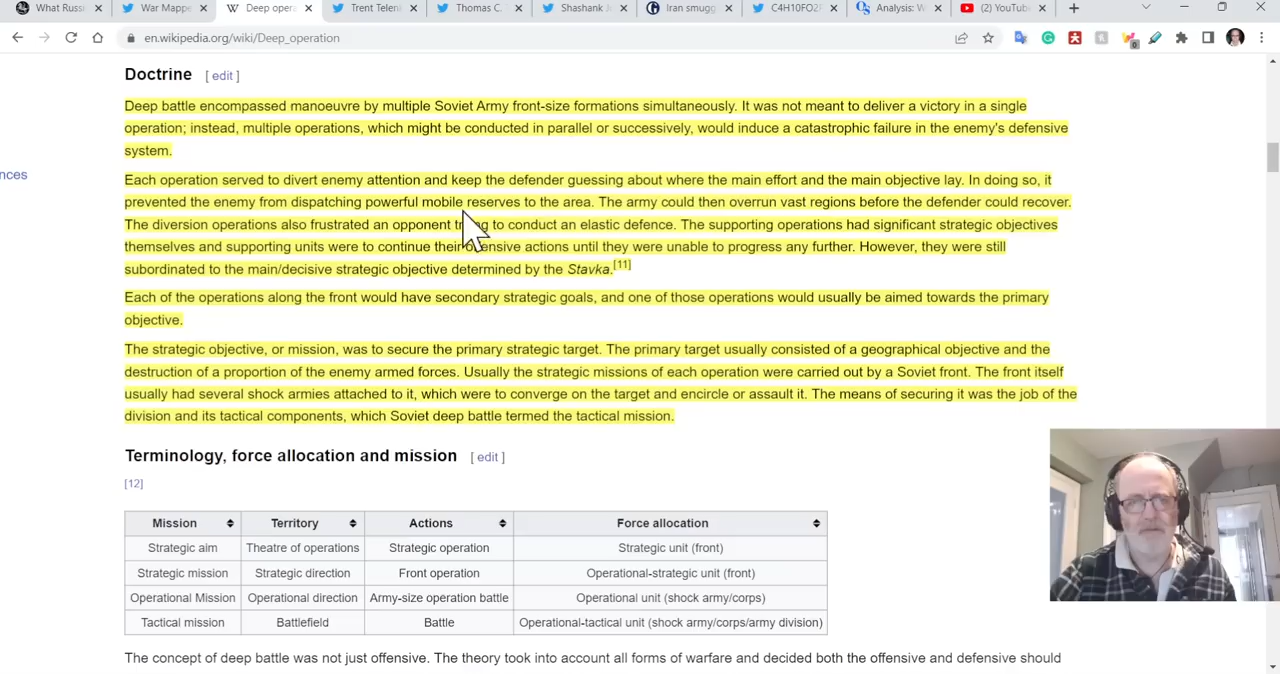 What Russi
War Mappe
Deep opera
Trent Telen
Thomas C.
Shashank J
Iran smugg
C4H10FO2P
Analysis: W
(2) YouTube
en.wikipedia.org/wiki/Deep_operation
Doctrine [ edit ]
Deep battle encompassed manoeuvre by multiple Soviet Army front-size formations simultaneously. It was not meant to deliver a victory in a single
operation; instead, multiple operations, which might be conducted in parallel or successively, would induce a catastrophic failure in the enemy's defensive
system.
nces
Each operation served to divert enemy attention and keep the defender guessing about where the main effort and the main objective lay. In doing so, it
prevented the enemy from dispatching powerful mobile reserves to the area. The army could then overrun vast regions before the defender could recover.
The diversion operations also frustrated an opponent trying to conduct an elastic defence. The supporting operations had significant strategic objectives
themselves and supporting units were to continue their offensive actions until they were unable to progress any further. However, they were still
subordinated to the main/decisive strategic objective determined by the Stavka.[11]
Each of the operations along the front would have secondary strategic goals, and one of those operations would usually be aimed towards the primary
objective.
The strategic objective, or mission, was to secure the primary strategic target. The primary target usually consisted of a geographical objective and the
destruction of a proportion of the enemy armed forces. Usually the strategic missions of each operation were carried out by a Soviet front. The front itself
usually had several shock armies attached to it, which were to converge on the target and encircle or assault it. The means of securing it was the job of the
division and its tactical components, which Soviet deep battle termed the tactical mission.
Terminology, force allocation and mission [ edit ]
[12]
Mission Territory Actions Force allocation
Strategic aim Theatre of operations Strategic operation Strategic unit (front)
Strategic mission Strategic direction Front operation Operational-strategic unit (front)
Operational Mission Operational direction Army-size operation battle Operational unit (shock army/corps)
Tactical mission Battlefield Battle Operational-tactical unit (shock army/corps/army division)
The concept of deep battle was not just offensive. The theory took into account all forms of warfare and decided both the offensive and defensive should